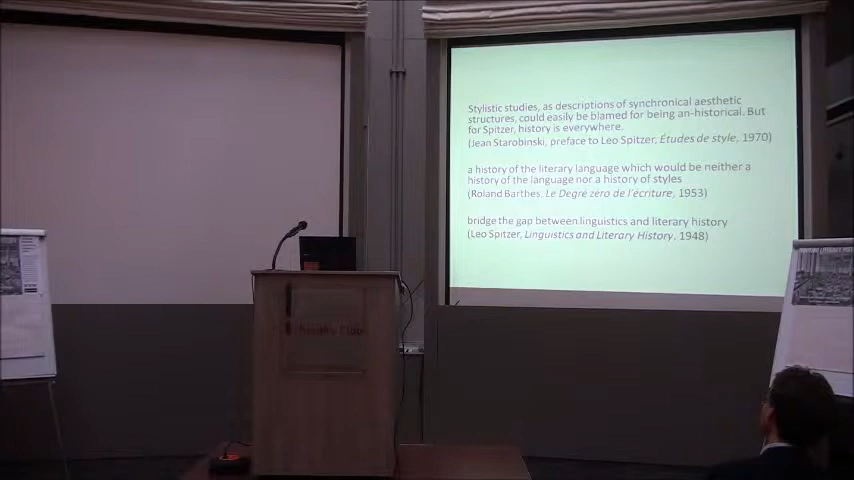 Stylistic studies, as descriptions of synchronical aesthetic
structures, could easily be blamed for being an-historical. But
for Spitzer, history is everywhere.
(Jean Starobinski, preface to Leo Spitzer, Études de style, 1970)
a history of the literary language which would be neither a
history of the language nor a history of styles
(Roland Barthes, Le Degré zéro de l'écriture, 1953)
bridge the gap between linguistics and literary history
(Leo Spitzer, Linguistics and Literary History, 1948)
Faculty Club